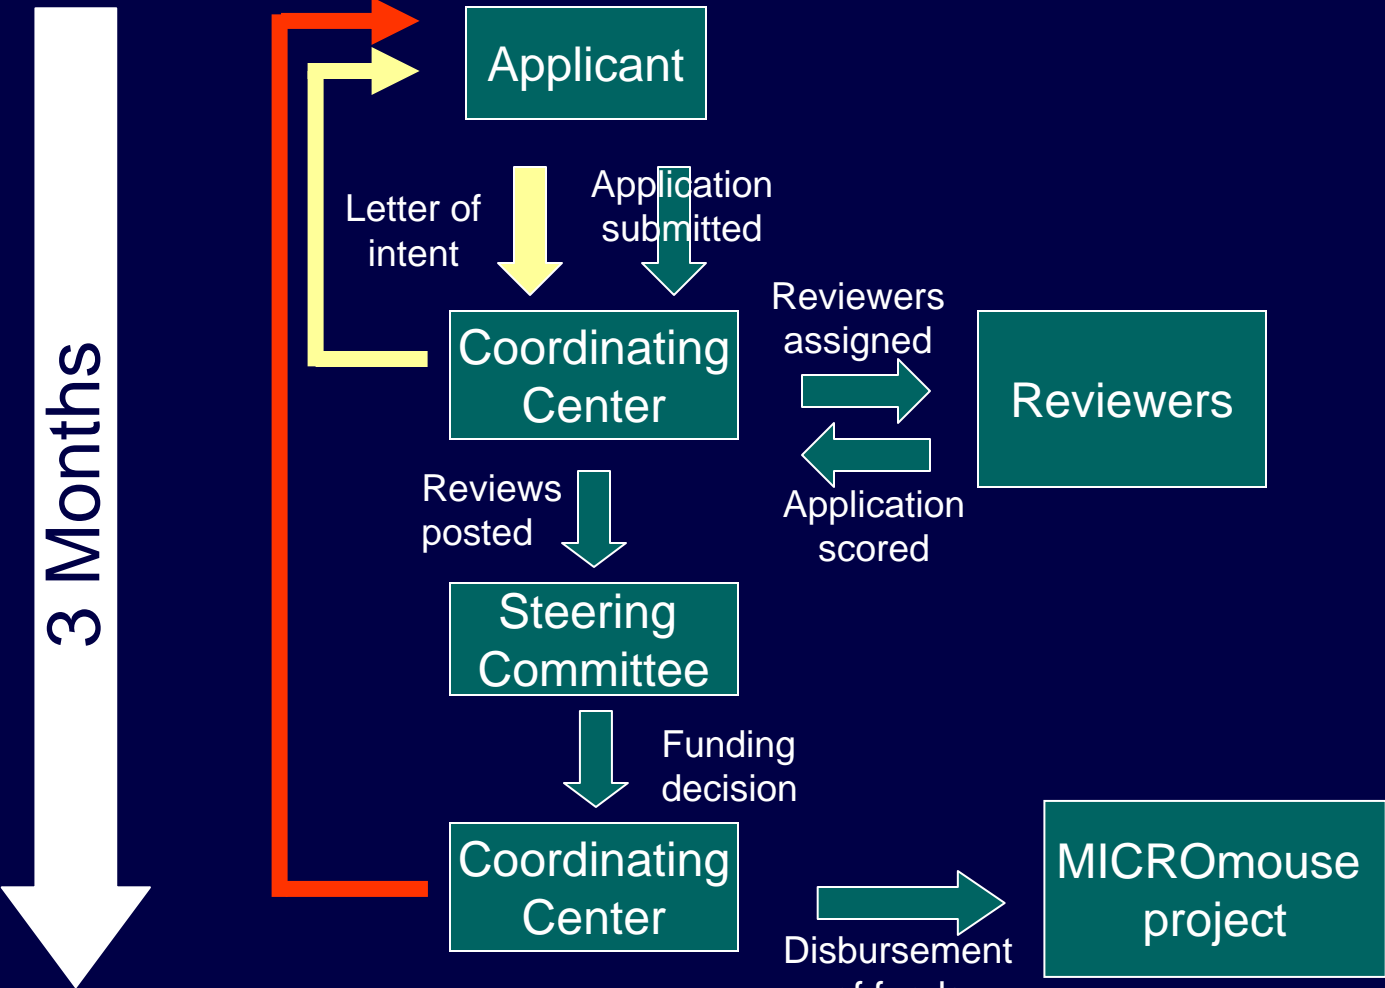 Applicant
Letter of
intent
Application
submitted
Reviewers
assigned
Coordinating
Center
Reviewers
Application
scored
Reviews
posted
3 Months
Steering
Committee
Funding
decision
Coordinating
Center
MICROmouse
project
Disbursement